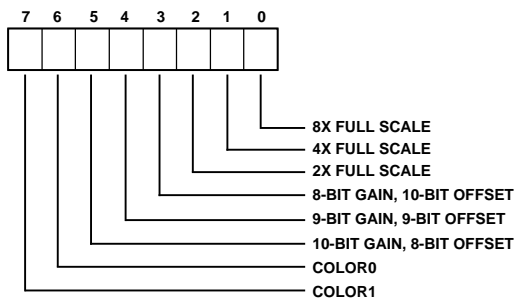 7 6 5 4 3 2 1 0
8X FULL SCALE
4X FULL SCALE
2X FULL SCALE
8-BIT GAIN, 10-BIT OFFSET
9-BIT GAIN, 9-BIT OFFSET
10-BIT GAIN, 8-BIT OFFSET
COLOR0
COLOR1